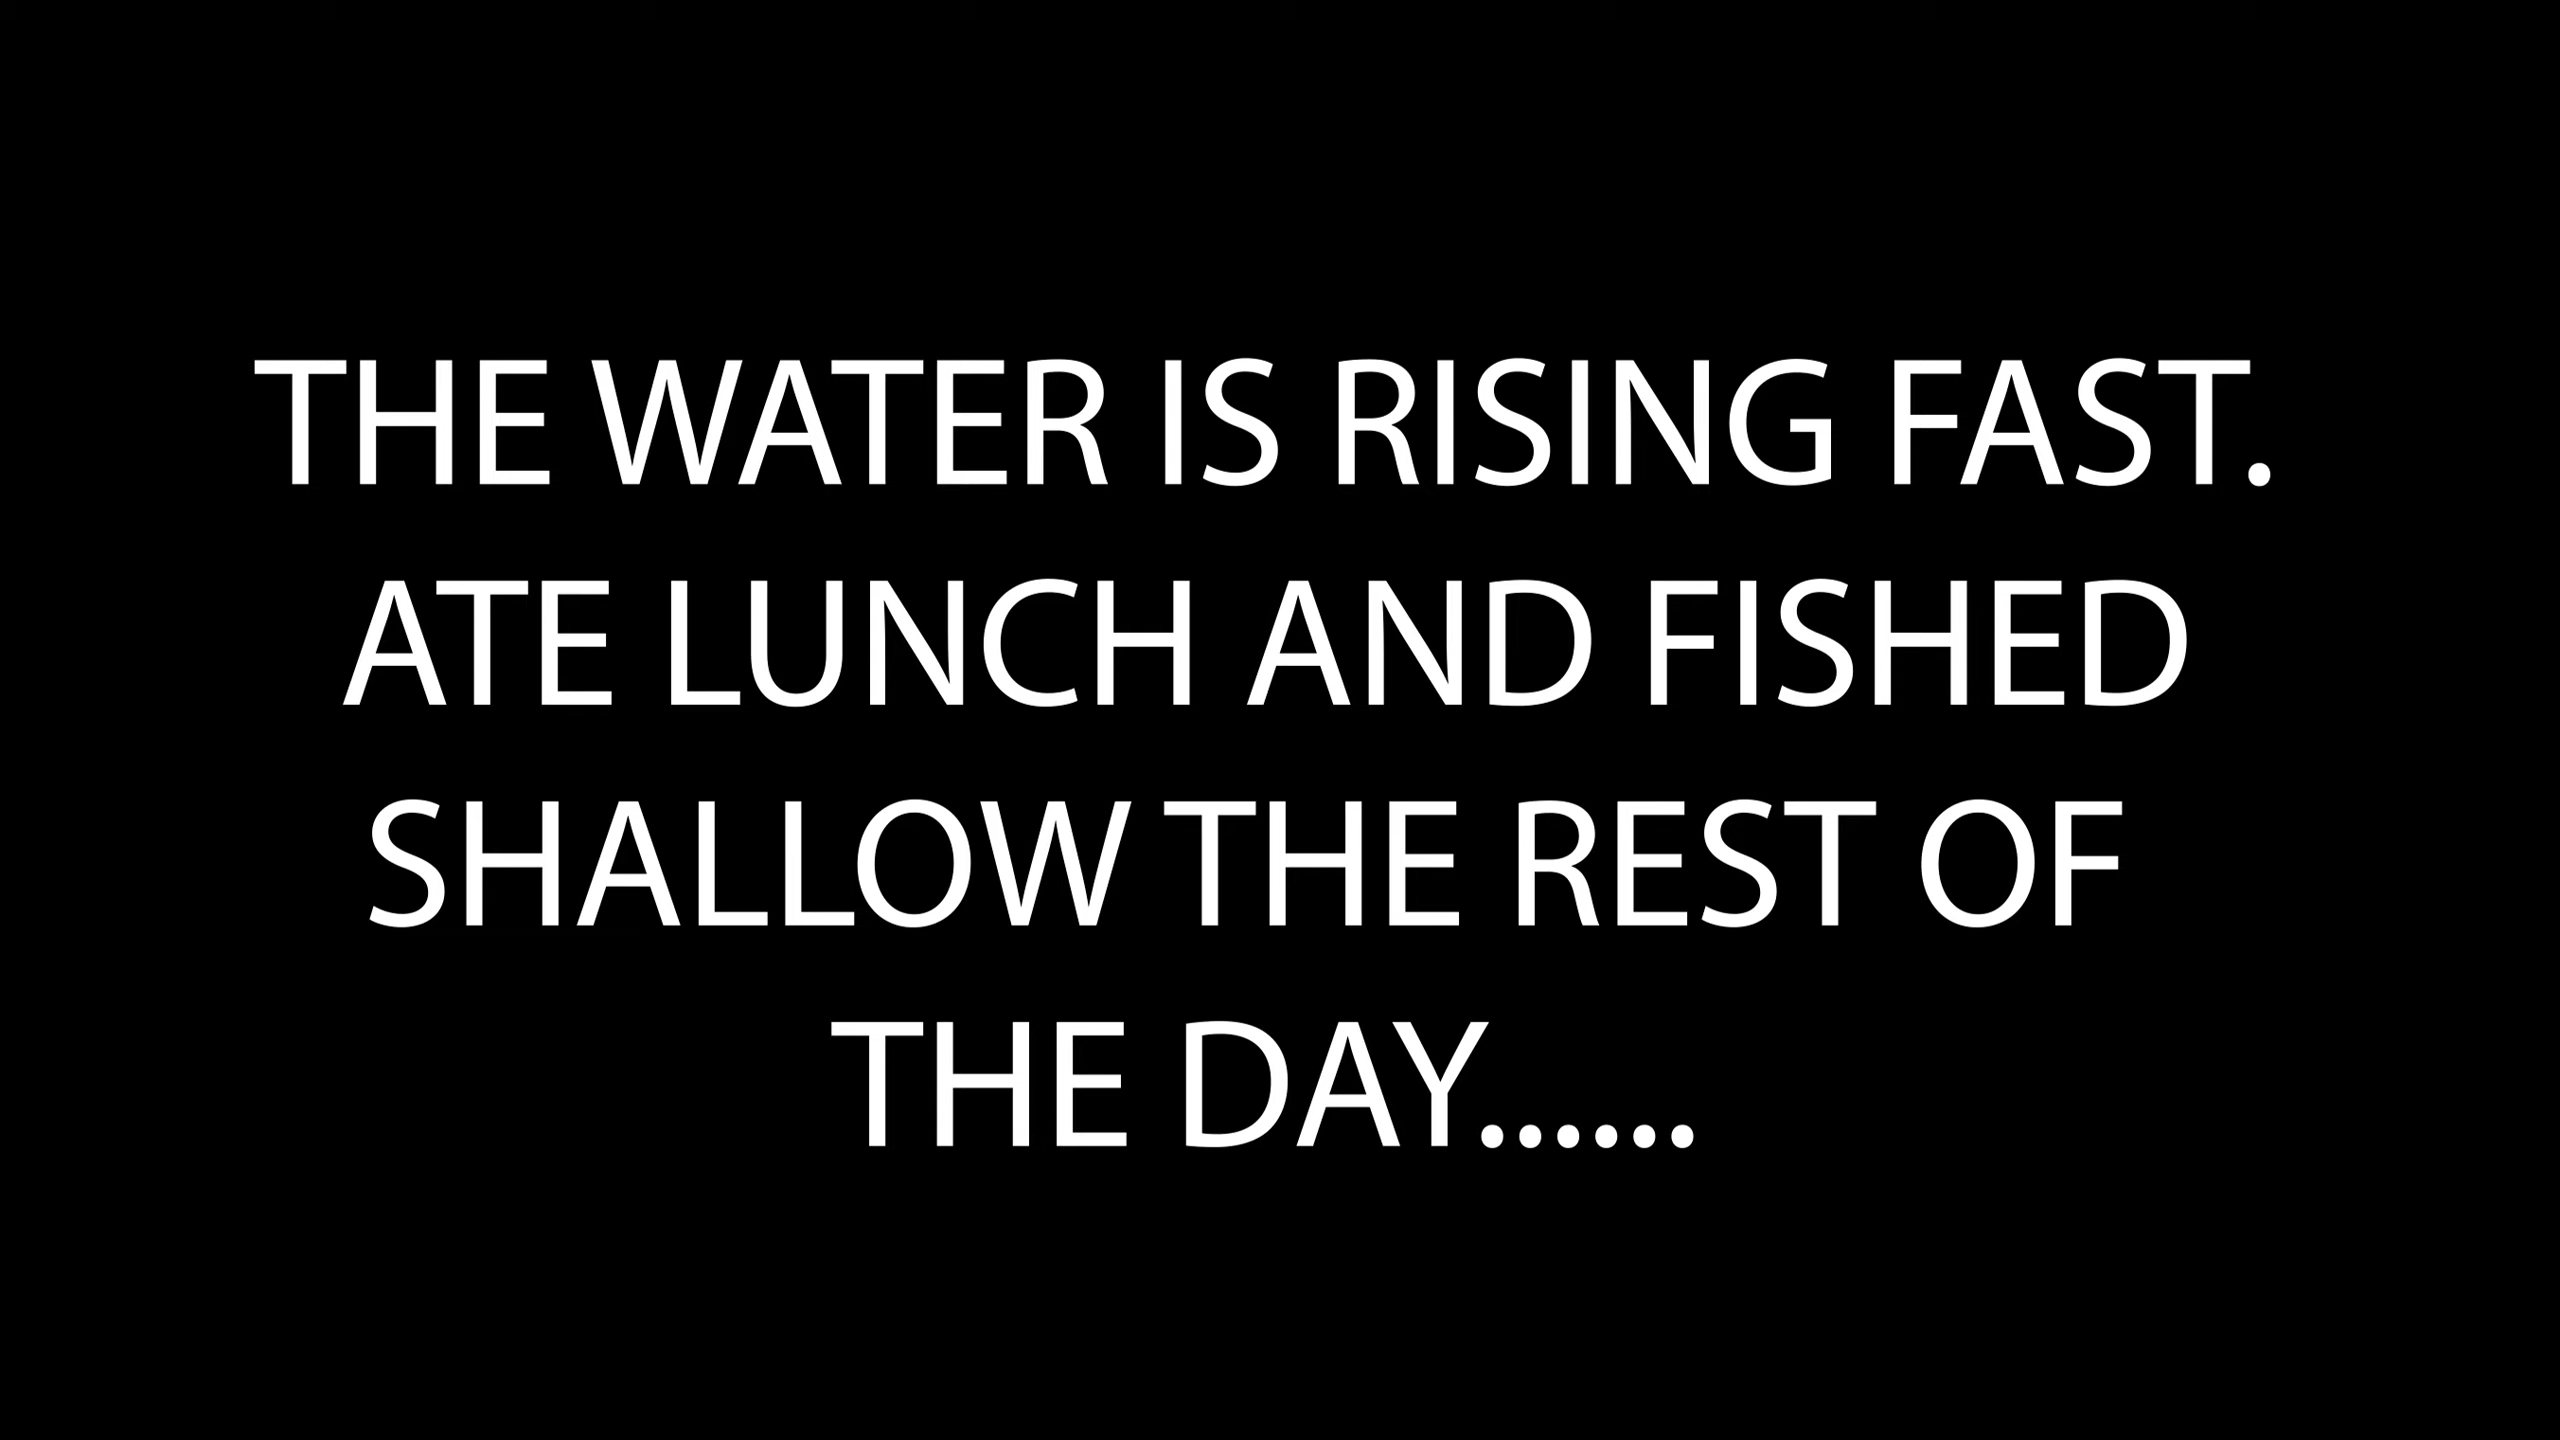 THE WATER IS RISING FAST.
ATE LUNCH AND FISHED
SHALLOW THE REST OF
THE DAY......